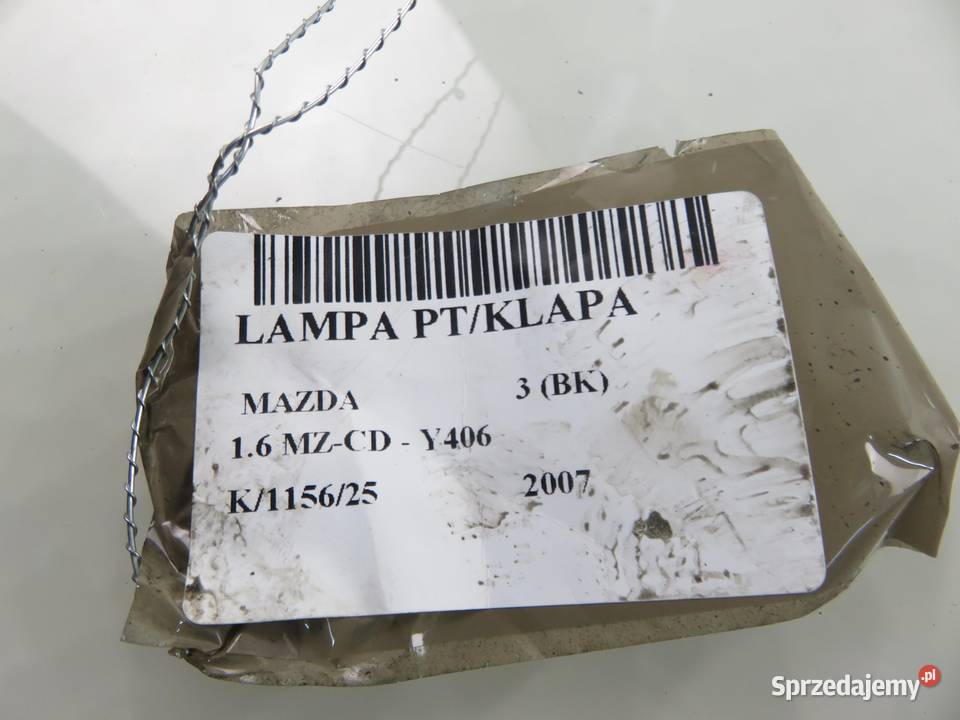 LAMPA PT/KLAPA
MAZDA 3 (BK)
1.6 MZ-CD - Y406
K/1156/25 2007
Sprzedajemy.pl